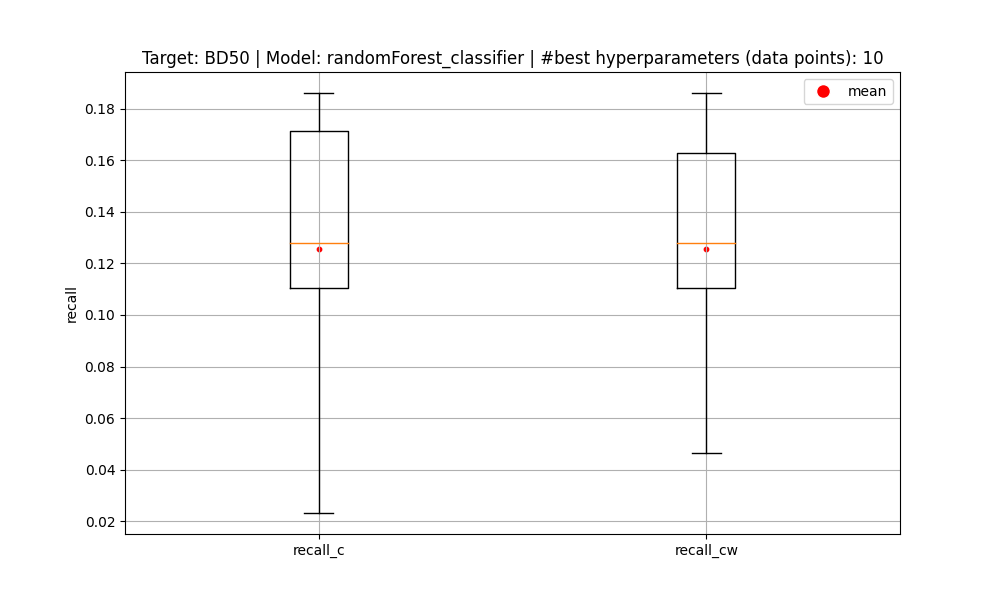 Target: BD50 | Model: randomForest_classifier | #best hyperparameters (data points): 10
mean
0.18
0.16
0.14
0.12
0.10
0.08
0.06
0.04
0.02
recall
recall_c
recall_cw